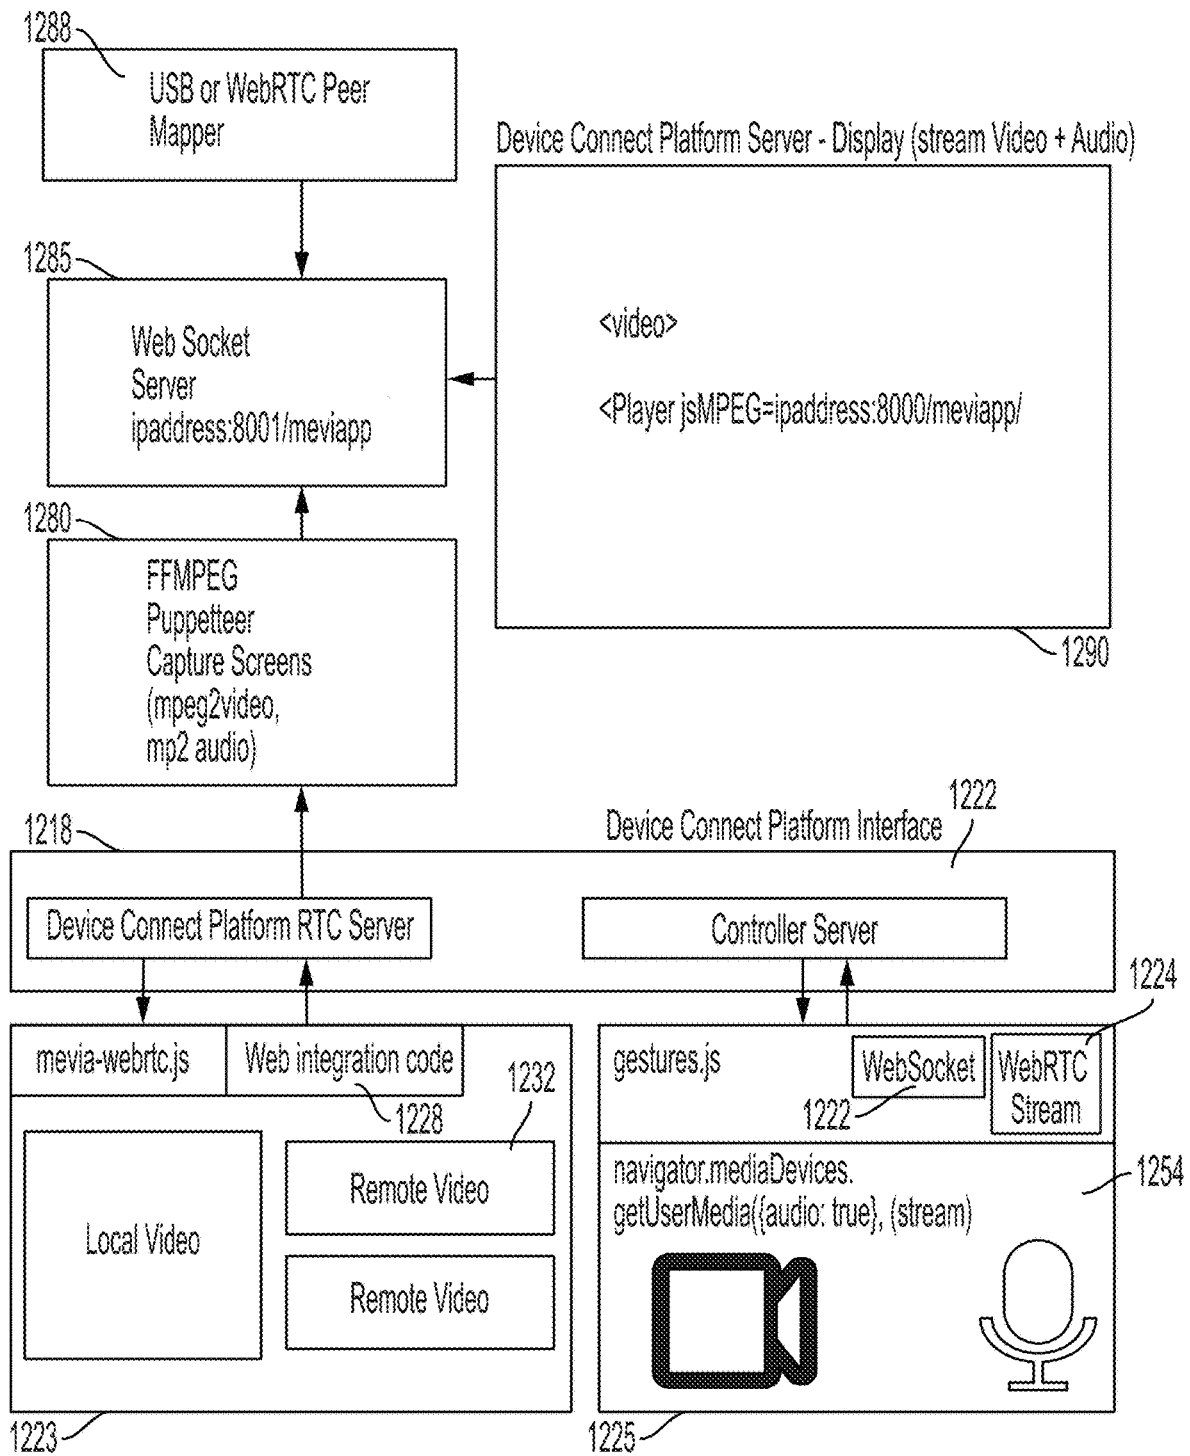 1288
USB or WebRTC Peer
Mapper
Device Connect Platform Server - Display (stream Video + Audio)
1285
Web Socket
Server
ipaddress:8001/meviapp
<video>
<Player jsMPEG=ipaddress:8000/meviapp/
1280
FFMPEG
Puppetteer
Capture Screens
(mpeg2video,
mp2 audio)
1290
1218
Device Connect Platform Interface
1222
Device Connect Platform RTC Server
Controller Server
1224
mevia-webrtc.js
Web integration code
1228
1232
gestures.js
WebSocket
1222
WebRTC
Stream
Local Video
Remote Video
Remote Video
navigator.mediaDevices.
getUserMedia({audio: true}, (stream)
1254
1223
1225